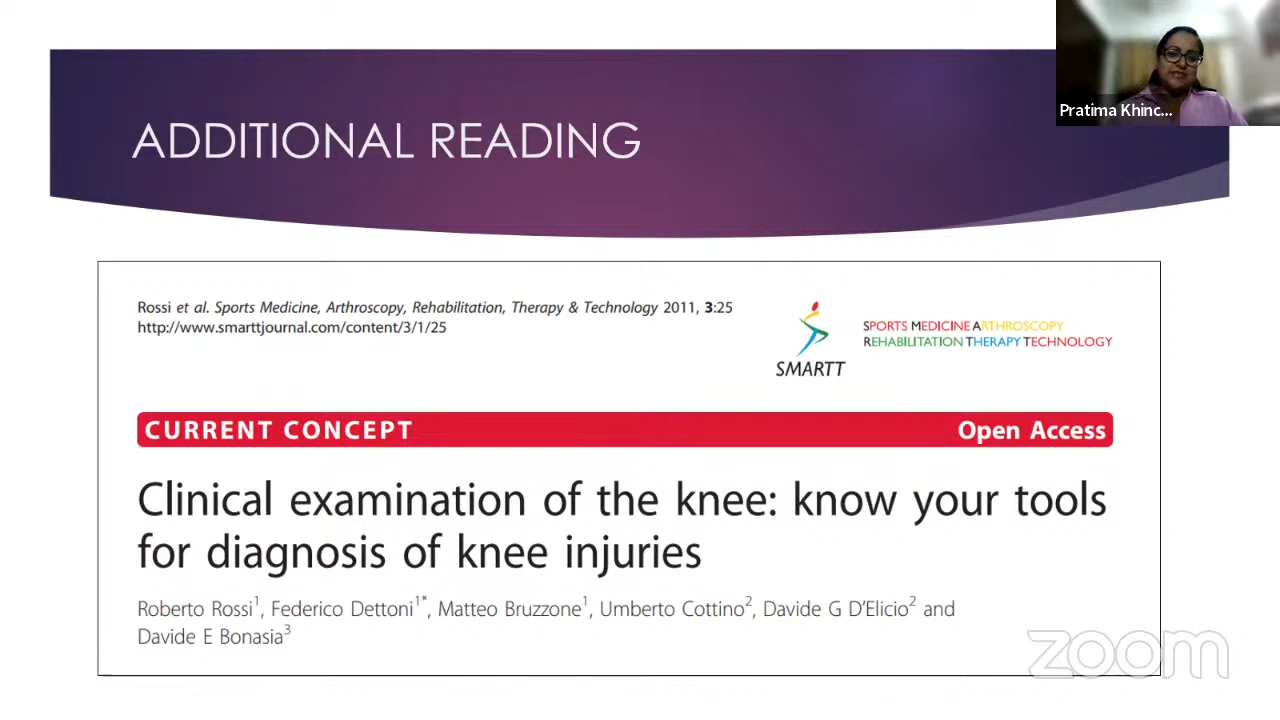 ADDITIONAL READING
Pratima Khinc...
Rossi et al. Sports Medicine, Arthroscopy, Rehabilitation, Therapy & Technology 2011, 3:25
http://www.smarttjournal.com/content/3/1/25
SMARTT
SPORTS MEDICINE ARTHROSCOPY
REHABILITATION THERAPY TECHNOLOGY
CURRENT CONCEPT
Open Access
Clinical examination of the knee: know your tools
for diagnosis of knee injuries
Roberto Rossi1, Federico Dettoni1*, Matteo Bruzzone1, Umberto Cottino2, Davide G D'Elicio2 and
Davide E Bonasia3
zoom